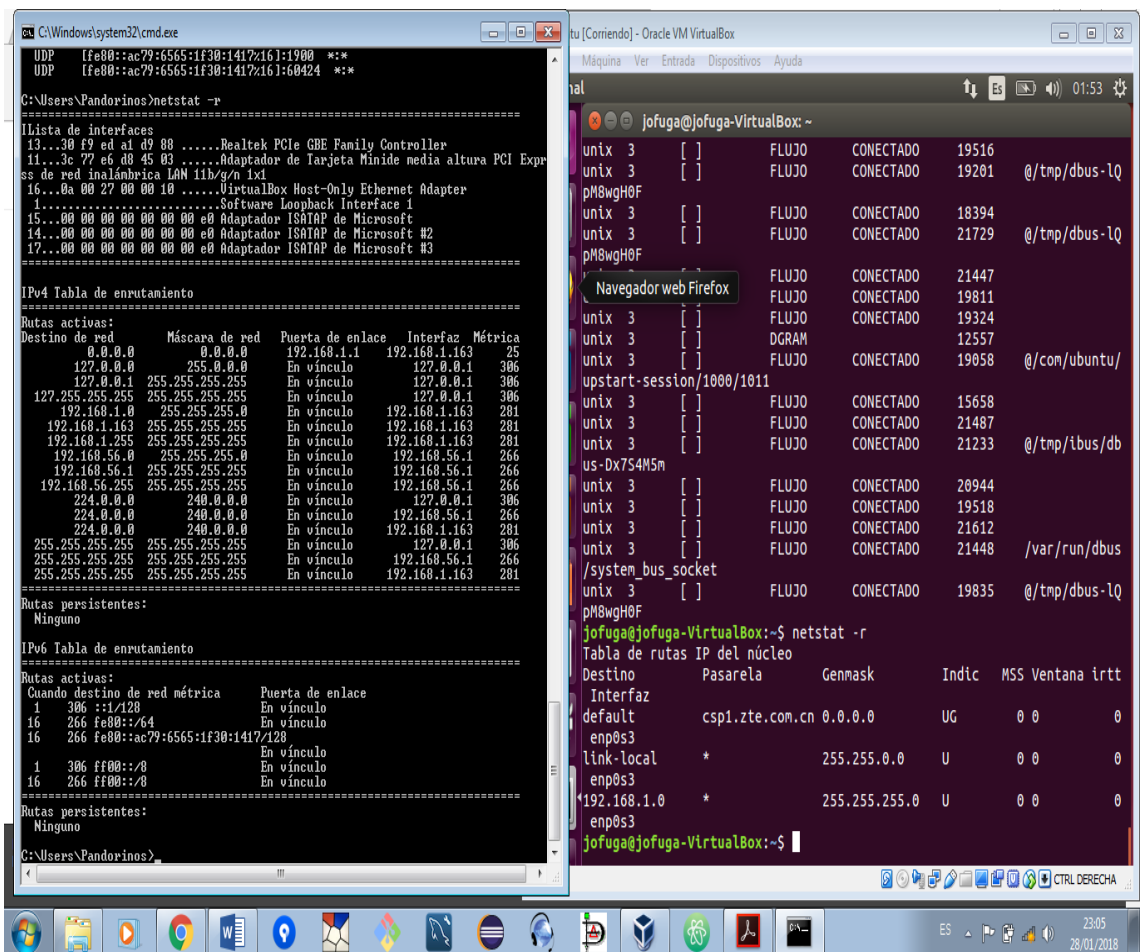 C:\Windows\system32\cmd.exe
UDP    [fe80::ac79:6565:1f30:1417%16]:1900  *:*
UDP    [fe80::ac79:6565:1f30:1417%16]:60424  *:*
C:\Users\Pandorinos>netstat -r
===========================================================================
ILista de interfaces
13...30 f9 ed a1 d9 88 ......Realtek PCIe GBE Family Controller
11...3c 77 e6 d8 45 03 ......Adaptador de Tarjeta Minide media altura PCI Expr
ss de red inalámbrica LAN 11b/g/n 1x1
16...0a 00 27 00 00 10 ......VirtualBox Host-Only Ethernet Adapter
1...........................Software Loopback Interface 1
15...00 00 00 00 00 00 00 e0 Adaptador ISATAP de Microsoft
14...00 00 00 00 00 00 00 e0 Adaptador ISATAP de Microsoft #2
17...00 00 00 00 00 00 00 e0 Adaptador ISATAP de Microsoft #3
===========================================================================
IPv4 Tabla de enrutamiento
===========================================================================
Rutas activas:
Destino de red        Máscara de red   Puerta de enlace   Interfaz  Métrica
0.0.0.0          0.0.0.0      192.168.1.1    192.168.1.163     25
127.0.0.0        255.0.0.0      En vínculo         127.0.0.1    306
127.0.0.1  255.255.255.255      En vínculo         127.0.0.1    306
127.255.255.255  255.255.255.255      En vínculo         127.0.0.1    306
192.168.1.0    255.255.255.0      En vínculo     192.168.1.163    281
192.168.1.163  255.255.255.255      En vínculo     192.168.1.163    281
192.168.1.255  255.255.255.255      En vínculo     192.168.1.163    281
192.168.56.0    255.255.255.0      En vínculo      192.168.56.1    266
192.168.56.1  255.255.255.255      En vínculo      192.168.56.1    266
192.168.56.255  255.255.255.255      En vínculo      192.168.56.1    266
224.0.0.0        240.0.0.0      En vínculo         127.0.0.1    306
224.0.0.0        240.0.0.0      En vínculo      192.168.56.1    266
224.0.0.0        240.0.0.0      En vínculo     192.168.1.163    281
255.255.255.255  255.255.255.255      En vínculo         127.0.0.1    306
255.255.255.255  255.255.255.255      En vínculo      192.168.56.1    266
255.255.255.255  255.255.255.255      En vínculo     192.168.1.163    281
===========================================================================
Rutas persistentes:
Ninguno
IPv6 Tabla de enrutamiento
===========================================================================
Rutas activas:
Cuando destino de red métrica      Puerta de enlace
1    306 ::1/128                  En vínculo
16    266 fe80::/64                En vínculo
16    266 fe80::ac79:6565:1f30:1417/128
En vínculo
1    306 ff00::/8                 En vínculo
16    266 ff00::/8                 En vínculo
===========================================================================
Rutas persistentes:
Ninguno
C:\Users\Pandorinos>_
tu [Corriendo] - Oracle VM VirtualBox
Máquina Ver Entrada Dispositivos Ayuda
nal
Es 01:53
jofuga@jofuga-VirtualBox: ~
unix  3      [ ]         FLUJO      CONECTADO     19516
unix  3      [ ]         FLUJO      CONECTADO     19201    @/tmp/dbus-lQ
pM8wgH0F
unix  3      [ ]         FLUJO      CONECTADO     18394
unix  3      [ ]         FLUJO      CONECTADO     21729    @/tmp/dbus-lQ
pM8wgH0F
FLUJO      CONECTADO     21447
Navegador web Firefox
FLUJO      CONECTADO     19811
unix  3      [ ]         FLUJO      CONECTADO     19324
unix  3      [ ]         DGRAM                    12557
unix  3      [ ]         FLUJO      CONECTADO     19058    @/com/ubuntu/
upstart-session/1000/1011
unix  3      [ ]         FLUJO      CONECTADO     15658
unix  3      [ ]         FLUJO      CONECTADO     21487
unix  3      [ ]         FLUJO      CONECTADO     21233    @/tmp/ibus/db
us-Dx7S4M5m
unix  3      [ ]         FLUJO      CONECTADO     20944
unix  3      [ ]         FLUJO      CONECTADO     19518
unix  3      [ ]         FLUJO      CONECTADO     21612
unix  3      [ ]         FLUJO      CONECTADO     21448    /var/run/dbus
/system_bus_socket
unix  3      [ ]         FLUJO      CONECTADO     19835    @/tmp/dbus-lQ
pM8wgH0F
jofuga@jofuga-VirtualBox:~$ netstat -r
Tabla de rutas IP del núcleo
Destino         Pasarela        Genmask         Indic   MSS Ventana irtt
Interfaz
default         csp1.zte.com.cn 0.0.0.0         UG        0 0          0
enp0s3
link-local      *               255.255.0.0     U         0 0          0
enp0s3
192.168.1.0     *               255.255.255.0   U         0 0          0
enp0s3
jofuga@jofuga-VirtualBox:~$
CTRL DERECHA
ES
23:05
28/01/2018